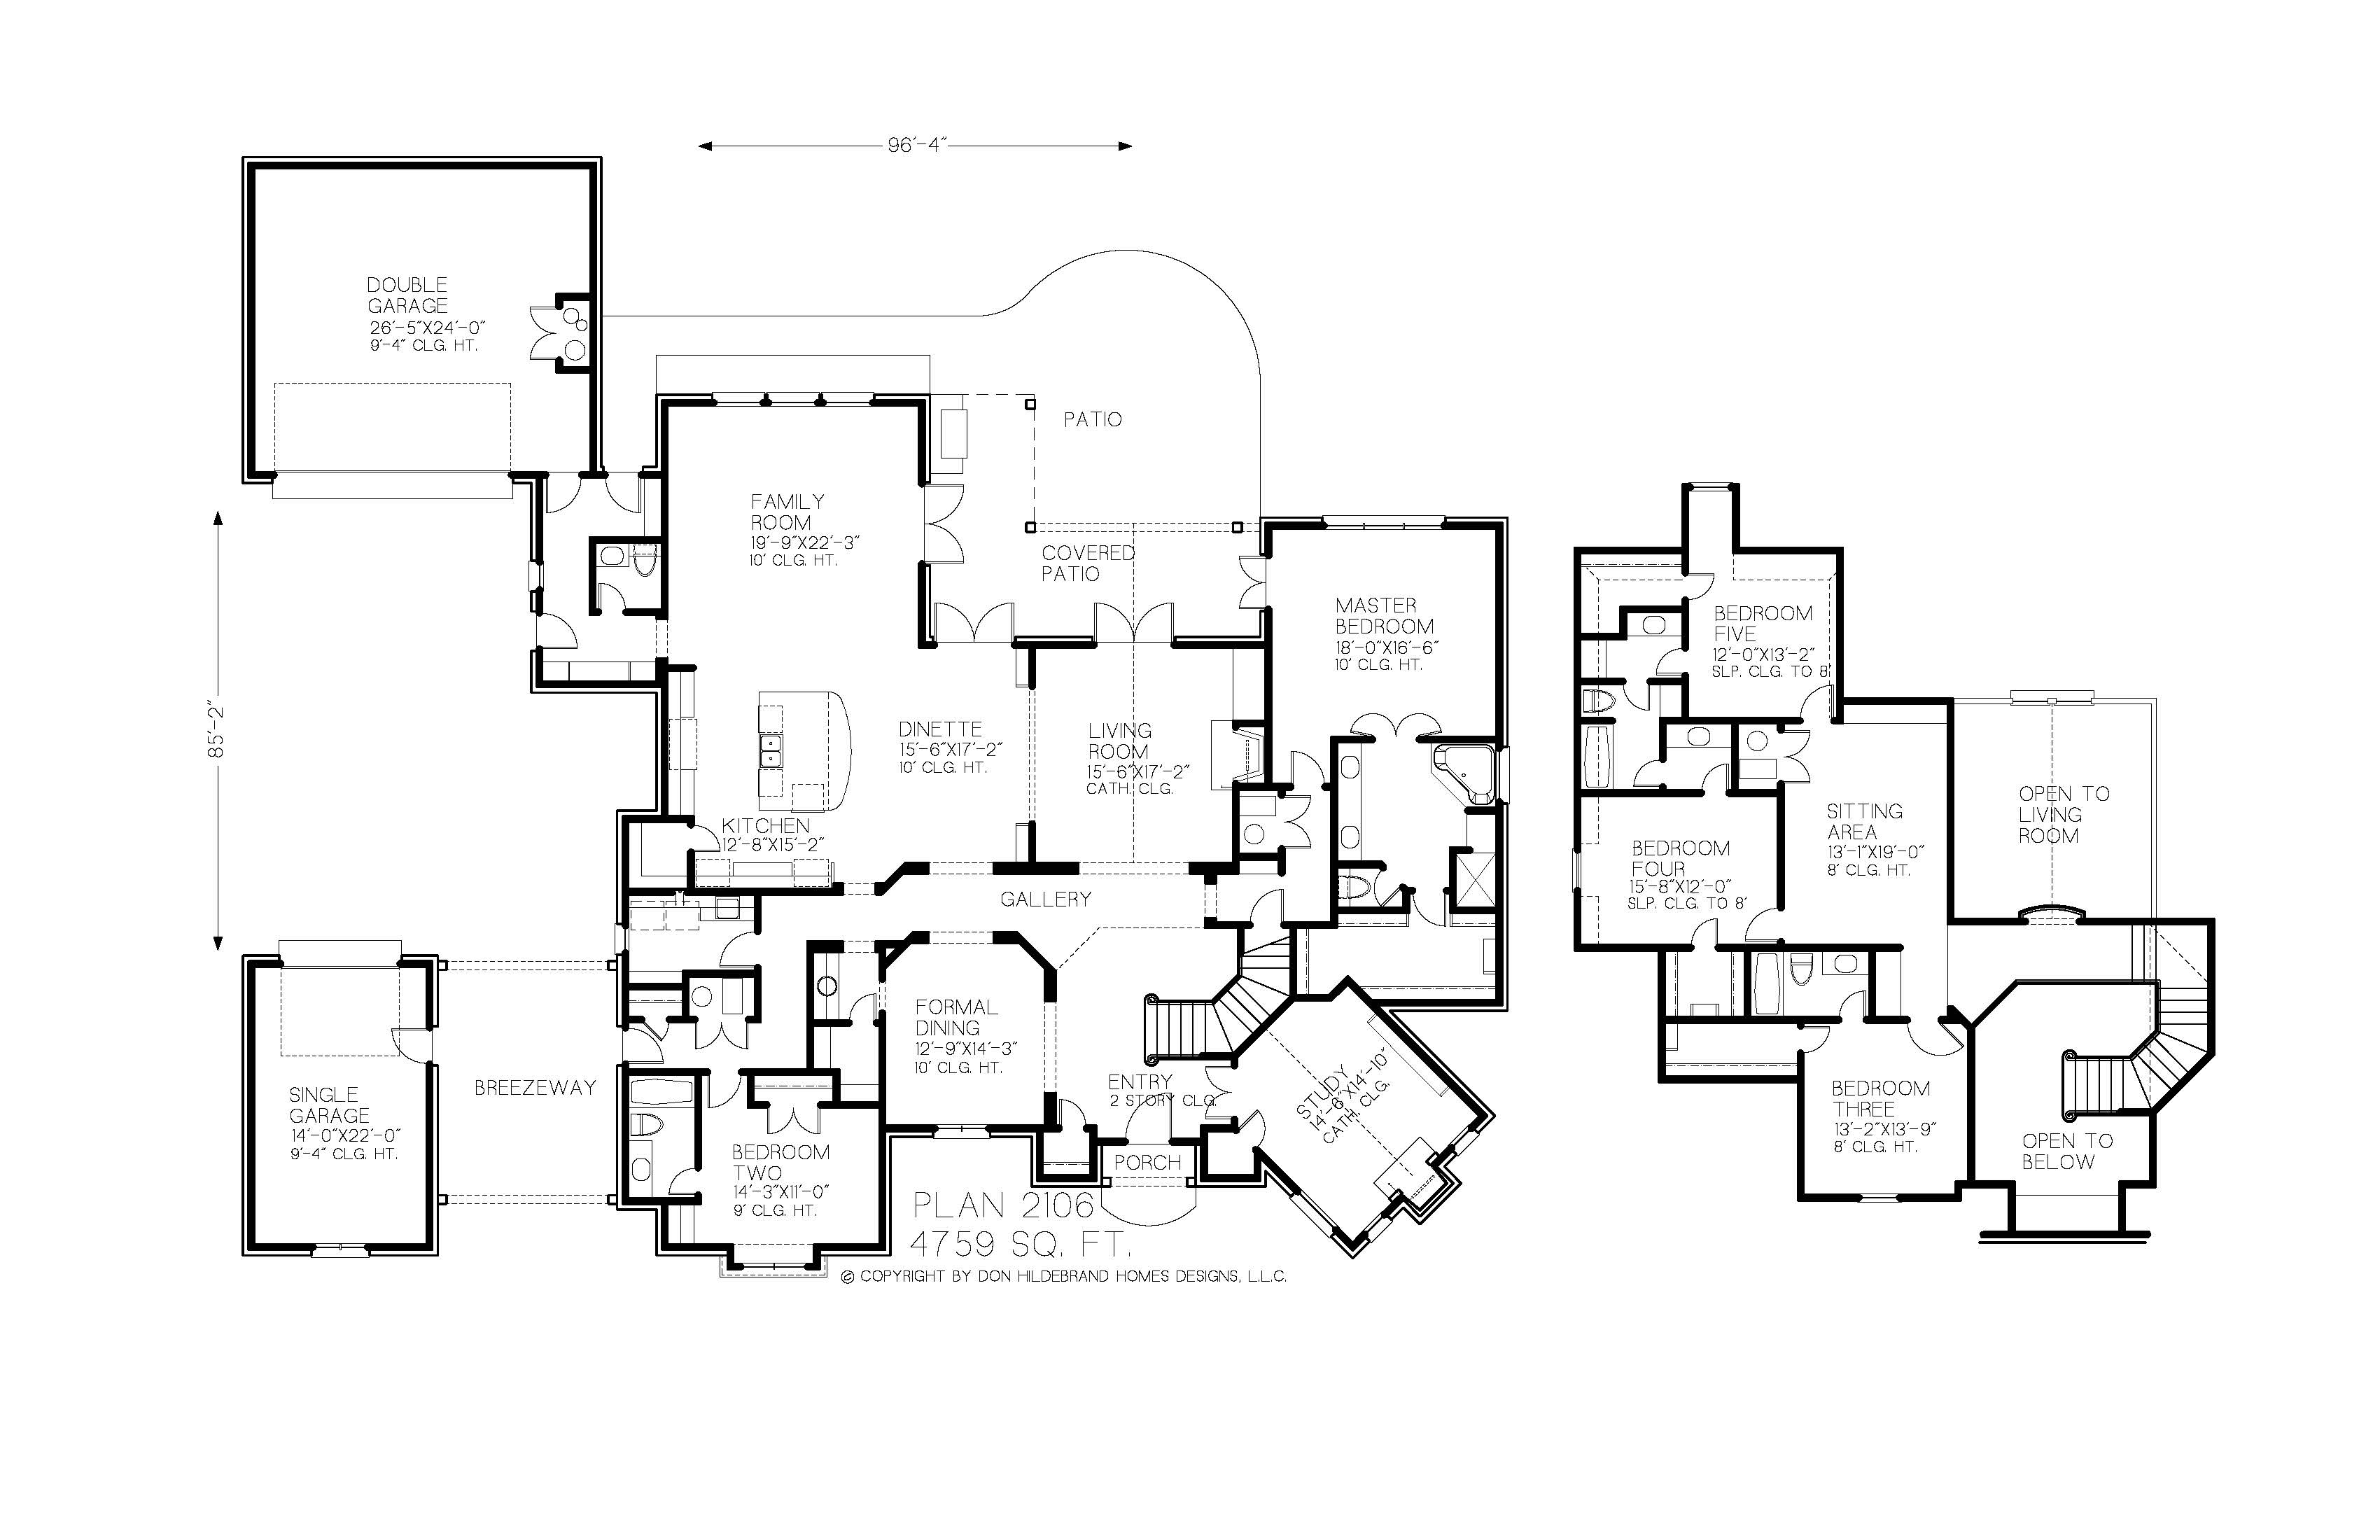 96'-4"
DOUBLE
GARAGE
26'-5"X24'-0"
9'-4" CLG. HT.
PATIO
FAMILY
ROOM
19'-9"X22'-3"
10' CLG. HT.
COVERED
PATIO
MASTER
BEDROOM
18'-0"X16'-6"
10' CLG. HT.
85'-2"
DINETTE
15'-6"X17'-2"
10' CLG. HT.
LIVING
ROOM
15'-6"X17'-2"
CATH. CLG.
KITCHEN
12'-8"X15'-2"
GALLERY
FORMAL
DINING
12'-9"X14'-3"
10' CLG. HT.
ENTRY
2 STORY CLG.
STUDY
14'-6"X14'-10"
CATH. CLG.
BREEZEWAY
SINGLE
GARAGE
14'-0"X22'-0"
9'-4" CLG. HT.
BEDROOM
TWO
14'-3"X11'-0"
9' CLG. HT.
PORCH
PLAN 2106
4759 SQ. FT.
© COPYRIGHT BY DON HILDEBRAND HOMES DESIGNS, L.L.C.
BEDROOM
FIVE
12'-0"X13'-2"
SLP. CLG. TO 8'
SITTING
AREA
13'-1"X19'-0"
8' CLG. HT.
OPEN TO
LIVING
ROOM
BEDROOM
FOUR
15'-8"X12'-0"
SLP. CLG. TO 8'
BEDROOM
THREE
13'-2"X13'-9"
8' CLG. HT.
OPEN TO
BELOW